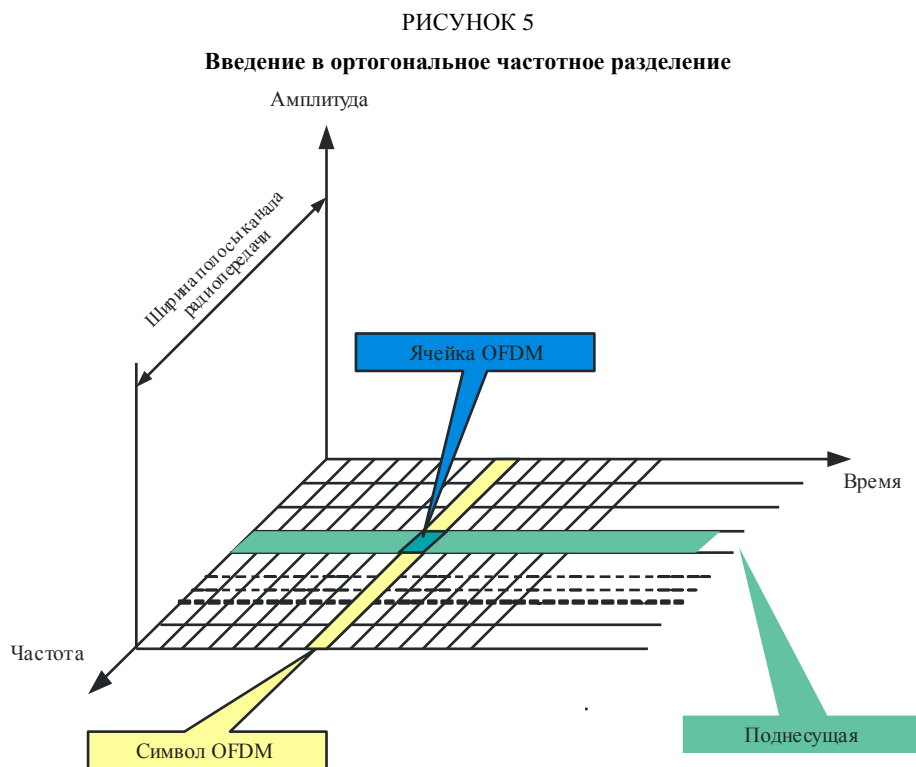 РИСУНОК 5
Введение в ортогональное частотное разделение
Амплитуда
Ширина полосы канала
радиопередачи
Ячейка OFDM
Время
Частота
Символ OFDM
Поднесущая